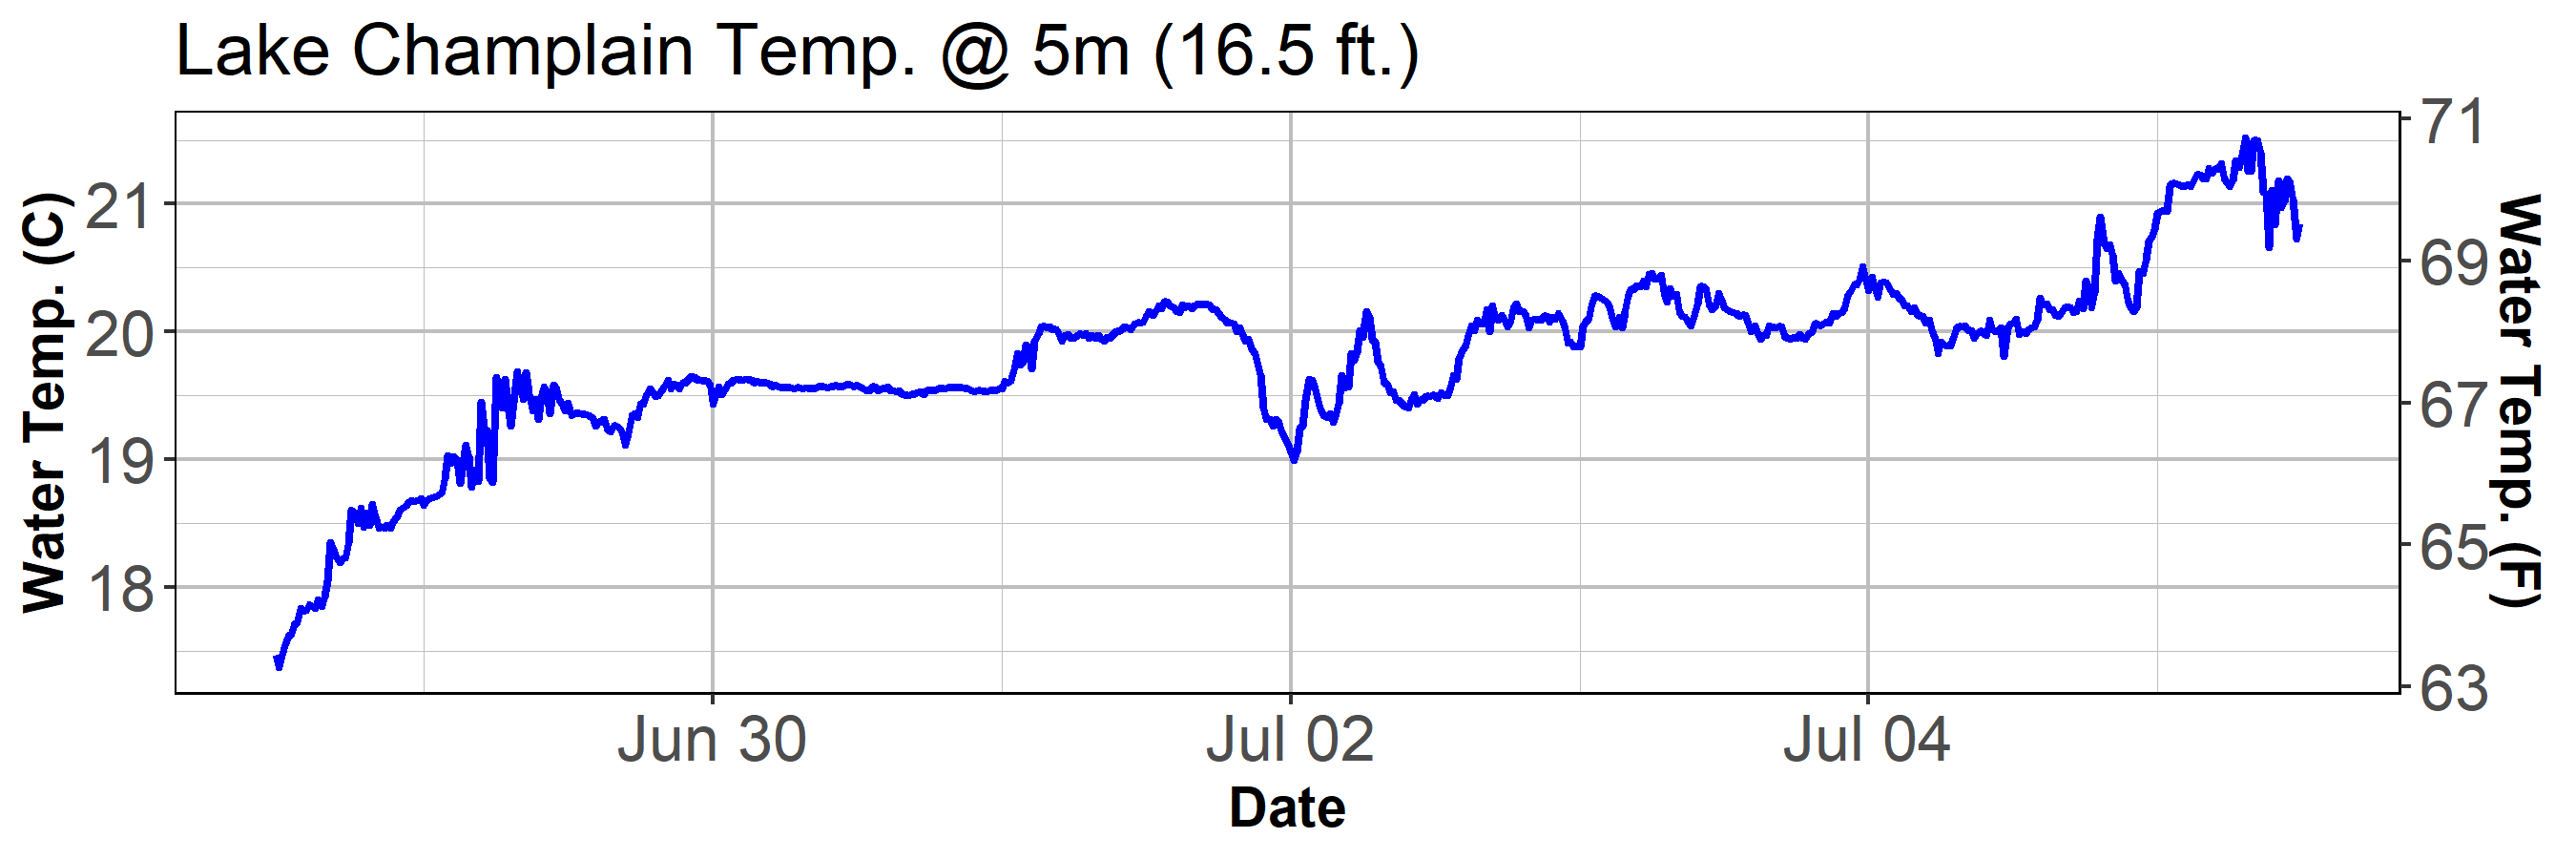 Lake Champlain Temp. @ 5m (16.5 ft.)
Water Temp. (C)
21
20
19
18
71
69
67
65
63
Water Temp. (F)
Jun 30 Jul 02 Jul 04
Date